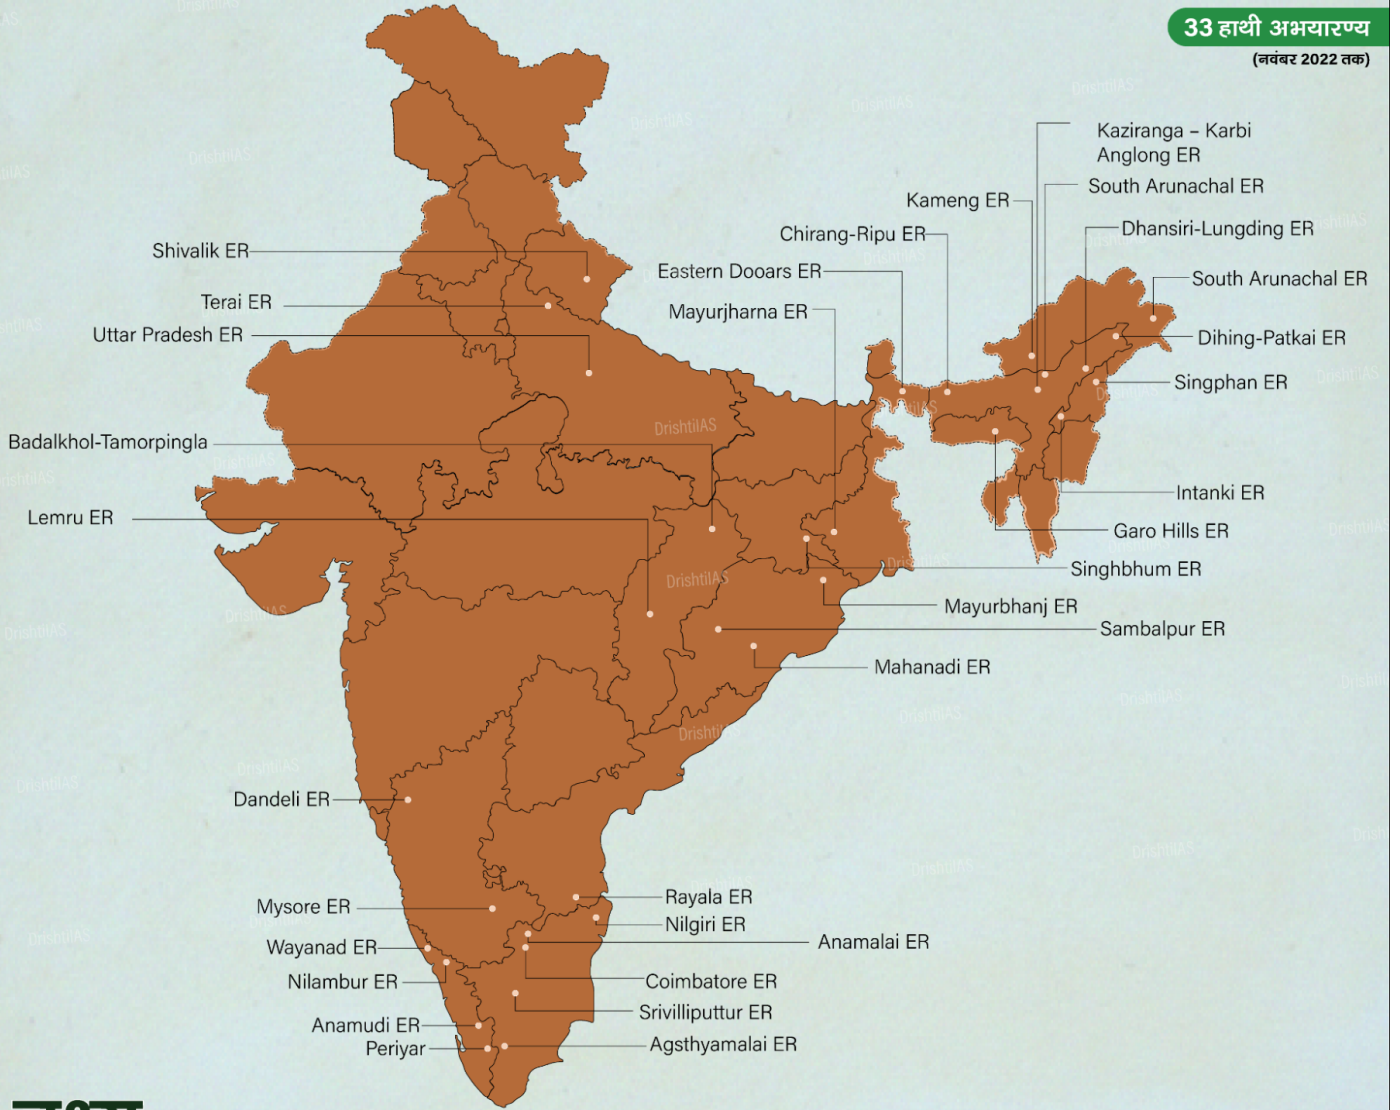 33 हाथी अभयारण्य
(नवंबर 2022 तक)
Kaziranga – Karbi
Anglong ER
South Arunachal ER
Kameng ER
Dhansiri-Lungding ER
Chirang-Ripu ER
Shivalik ER
Eastern Dooars ER
South Arunachal ER
Terai ER
Mayurjharna ER
Uttar Pradesh ER
Dihing-Patkai ER
Singphan ER
Badalkhol-Tamorpingla
Intanki ER
Lemru ER
Garo Hills ER
Singhbhum ER
Mayurbhanj ER
Sambalpur ER
Mahanadi ER
Dandeli ER
Rayala ER
Mysore ER
Nilgiri ER
Anamalai ER
Wayanad ER
Nilambur ER
Coimbatore ER
Srivilliputtur ER
Anamudi ER
Agsthyamalai ER
Periyar
DrishtiIAS